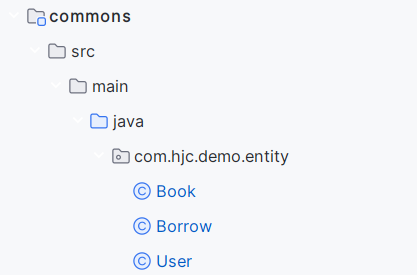 commons
src
main
java
com.hjc.demo.entity
C Book
C Borrow
C User